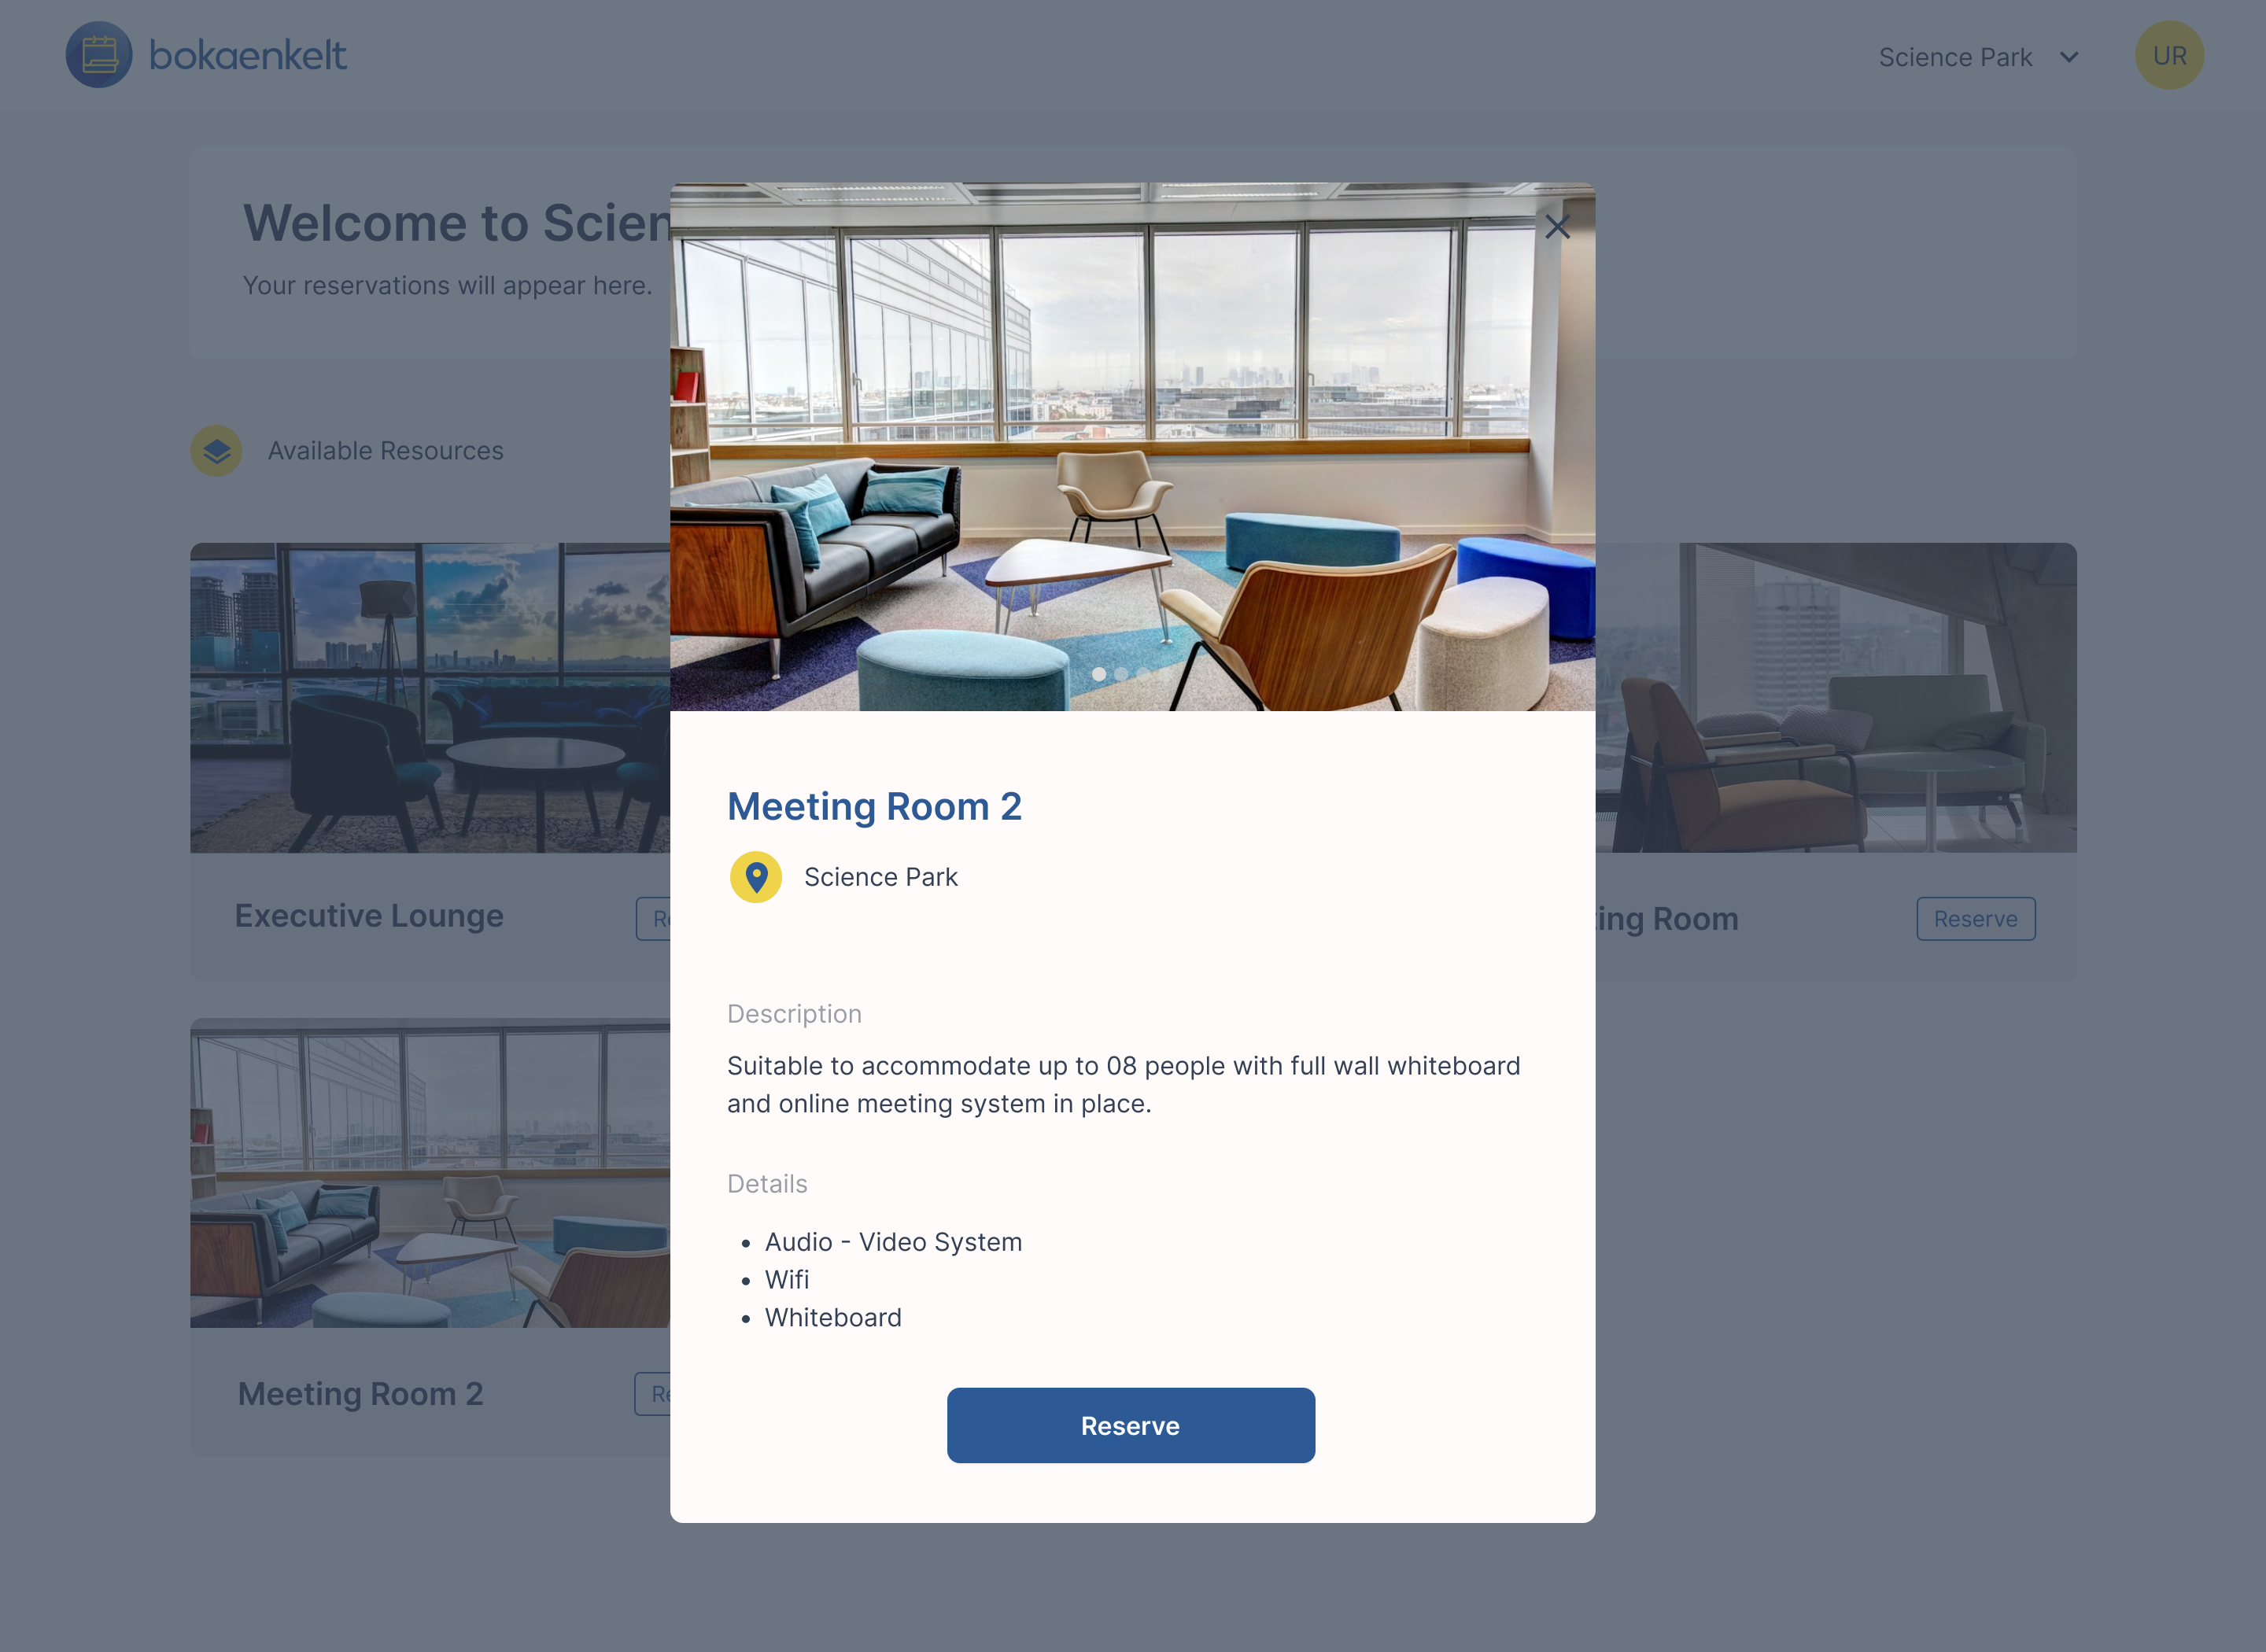 bokaenkelt
Science Park
UR
Welcome to Scien
Your reservations will appear here.
Available Resources
Executive Lounge
Room
Reserve
Meeting Room 2
Meeting Room 2
Science Park
Description
Suitable to accommodate up to 08 people with full wall whiteboard
and online meeting system in place.
Details
• Audio - Video System
• Wifi
• Whiteboard
Reserve